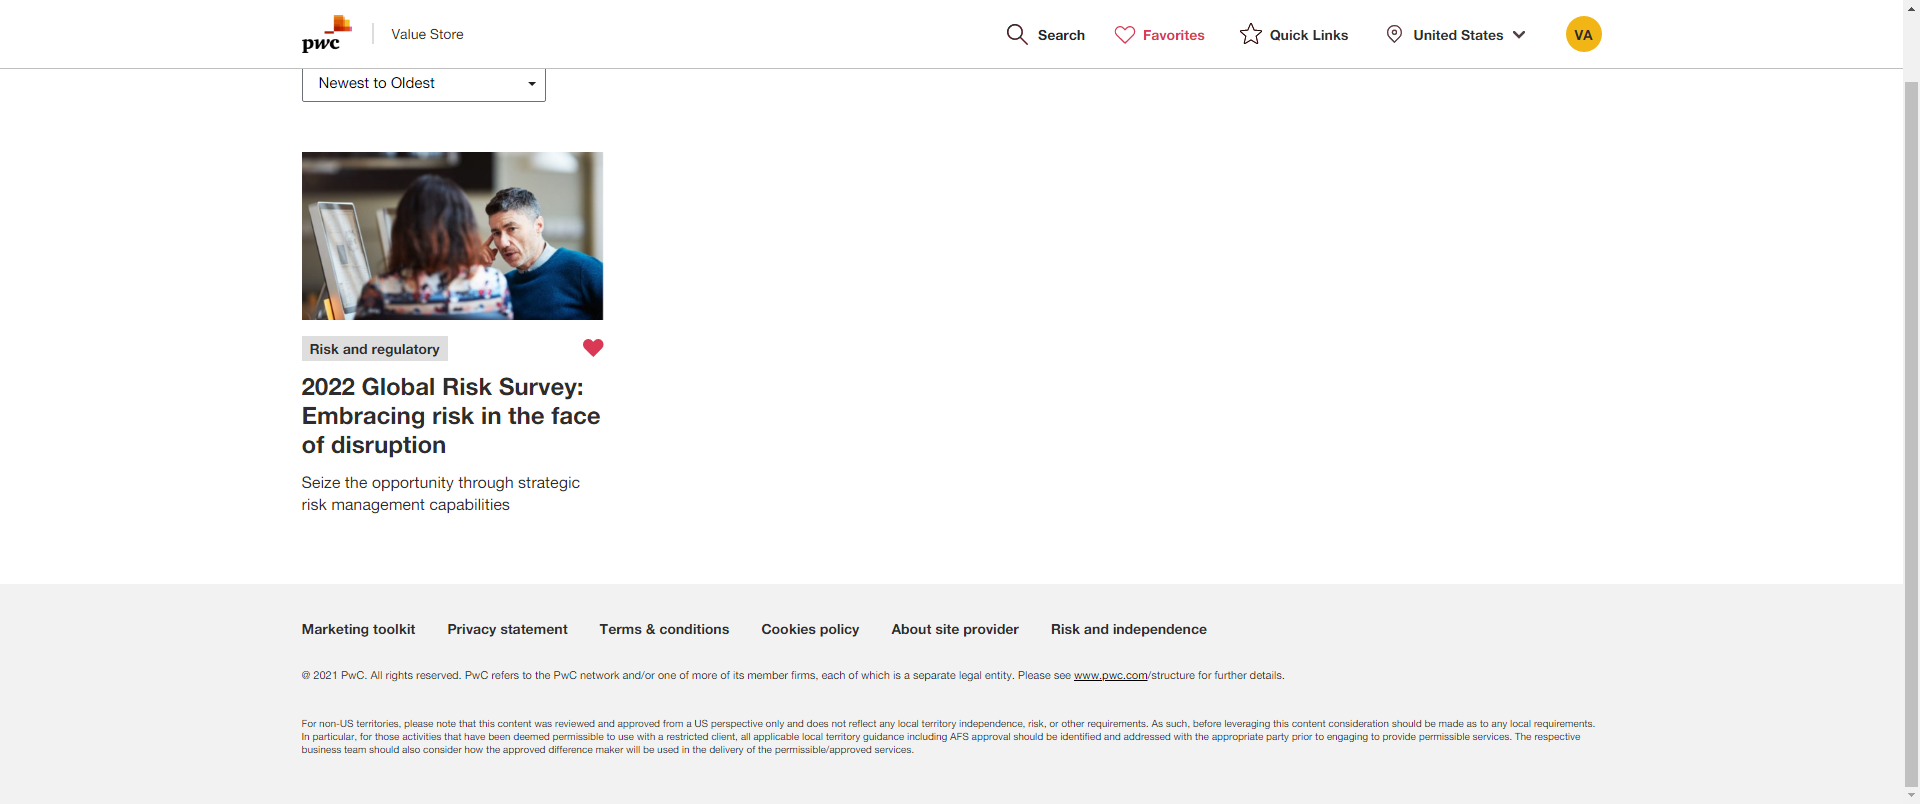 pwc
Value Store
Search
Favorites
Quick Links
United States
VA
Newest to Oldest
Risk and regulatory
2022 Global Risk Survey:
Embracing risk in the face
of disruption
Seize the opportunity through strategic
risk management capabilities
Marketing toolkit
Privacy statement
Terms & conditions
Cookies policy
About site provider
Risk and independence
@ 2021 PwC. All rights reserved. PwC refers to the PwC network and/or one of more of its member firms, each of which is a separate legal entity. Please see www.pwc.com/structure for further details.
For non-US territories, please note that this content was reviewed and approved from a US perspective only and does not reflect any local territory independence, risk, or other requirements. As such, before leveraging this content consideration should be made as to any local requirements.
In particular, for those activities that have been deemed permissible to use with a restricted client, all applicable local territory guidance including AFS approval should be identified and addressed with the appropriate party prior to engaging to provide permissible services. The respective
business team should also consider how the approved difference maker will be used in the delivery of the permissible/approved services.